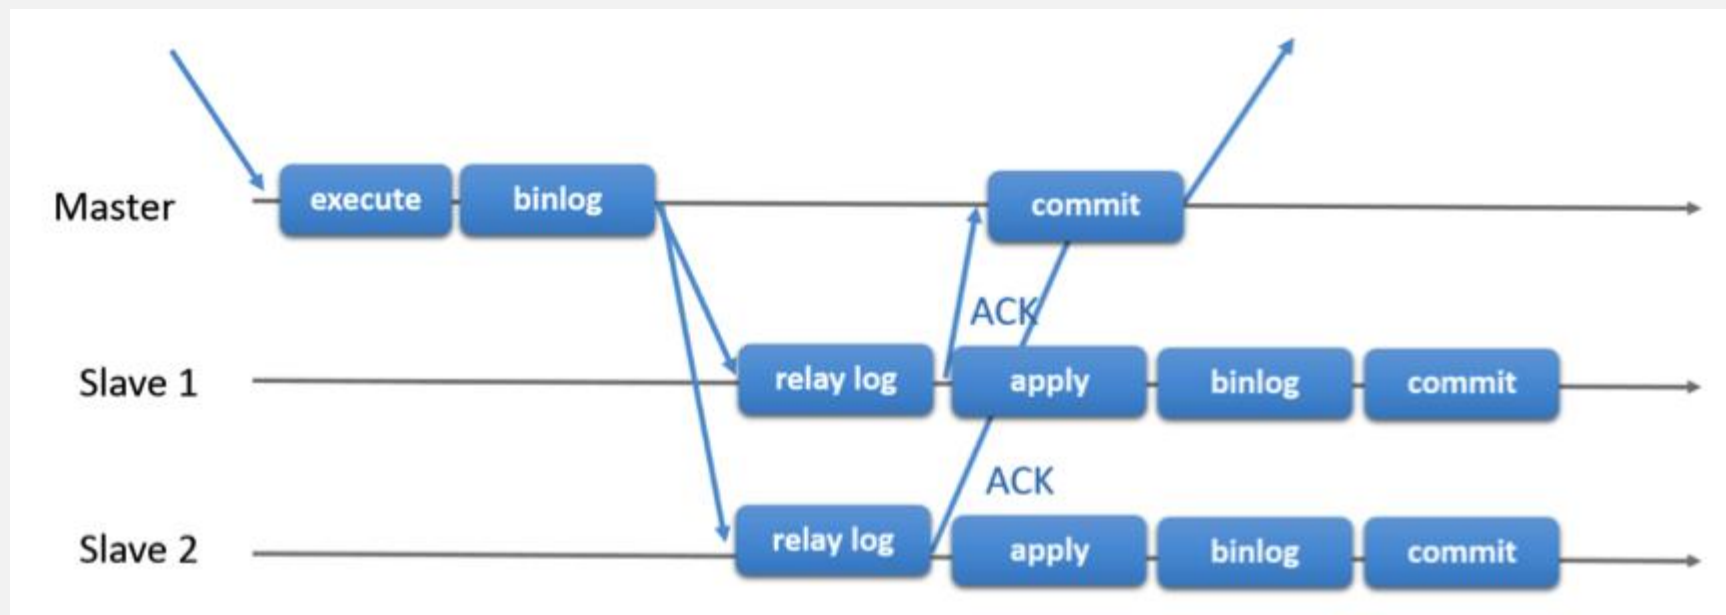 Master execute binlog commit
ACK
Slave 1 relay log apply binlog commit
ACK
Slave 2 relay log apply binlog commit